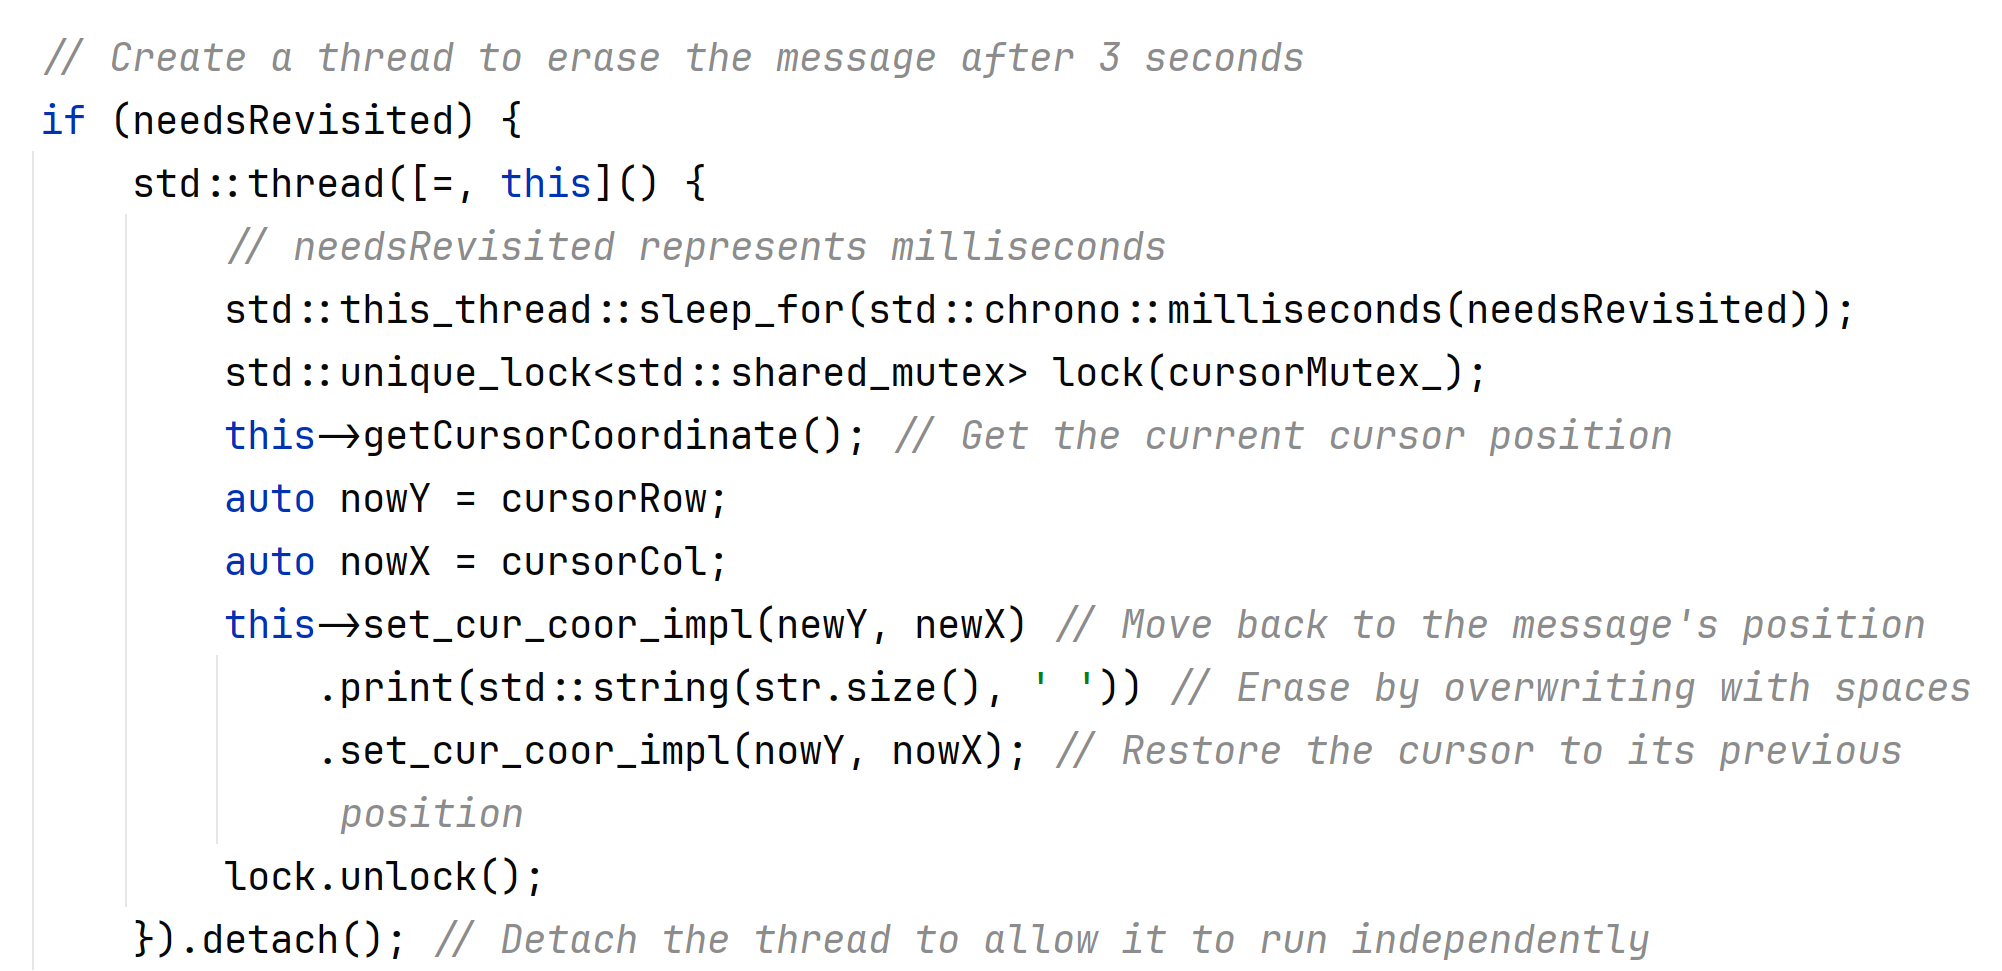 // Create a thread to erase the message after 3 seconds
if (needsRevisited) {
    std::thread([=, this]() {
        // needsRevisited represents milliseconds
        std::this_thread::sleep_for(std::chrono::milliseconds(needsRevisited));
        std::unique_lock<std::shared_mutex> lock(cursorMutex_);
        this->getCursorCoordinate(); // Get the current cursor position
        auto nowY = cursorRow;
        auto nowX = cursorCol;
        this->set_cur_coor_impl(newY, newX) // Move back to the message's position
            .print(std::string(str.size(), ' ')) // Erase by overwriting with spaces
            .set_cur_coor_impl(nowY, nowX); // Restore the cursor to its previous
             position
        lock.unlock();
    }).detach(); // Detach the thread to allow it to run independently